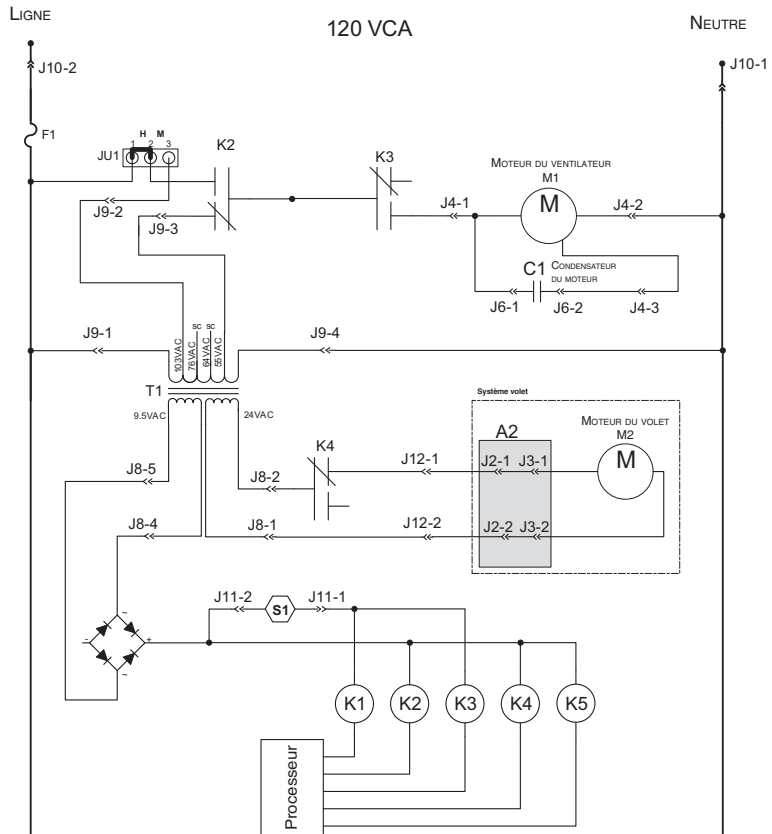 LIGNE
120 VCA
NEUTRE
J10-2
J10-1
F1
H M
1 2 3
JU1
K2
K3
MOTEUR DU VENTILATEUR
M1
M
J9-2
J9-3
J4-1
J4-2
C1
CONDENSATEUR
DU MOTEUR
J6-1
J6-2
J4-3
J9-1
103VAC
76VAC
SC
64VAC
SC
55VAC
J9-4
T1
9.5VAC
24VAC
Système volet
A2
MOTEUR DU VOLET
M2
M
K4
J8-5
J8-2
J12-1
J2-1
J3-1
J8-4
J8-1
J12-2
J2-2
J3-2
J11-2
S1
J11-1
~
-
+
~
K1
K2
K3
K4
K5
Processeur